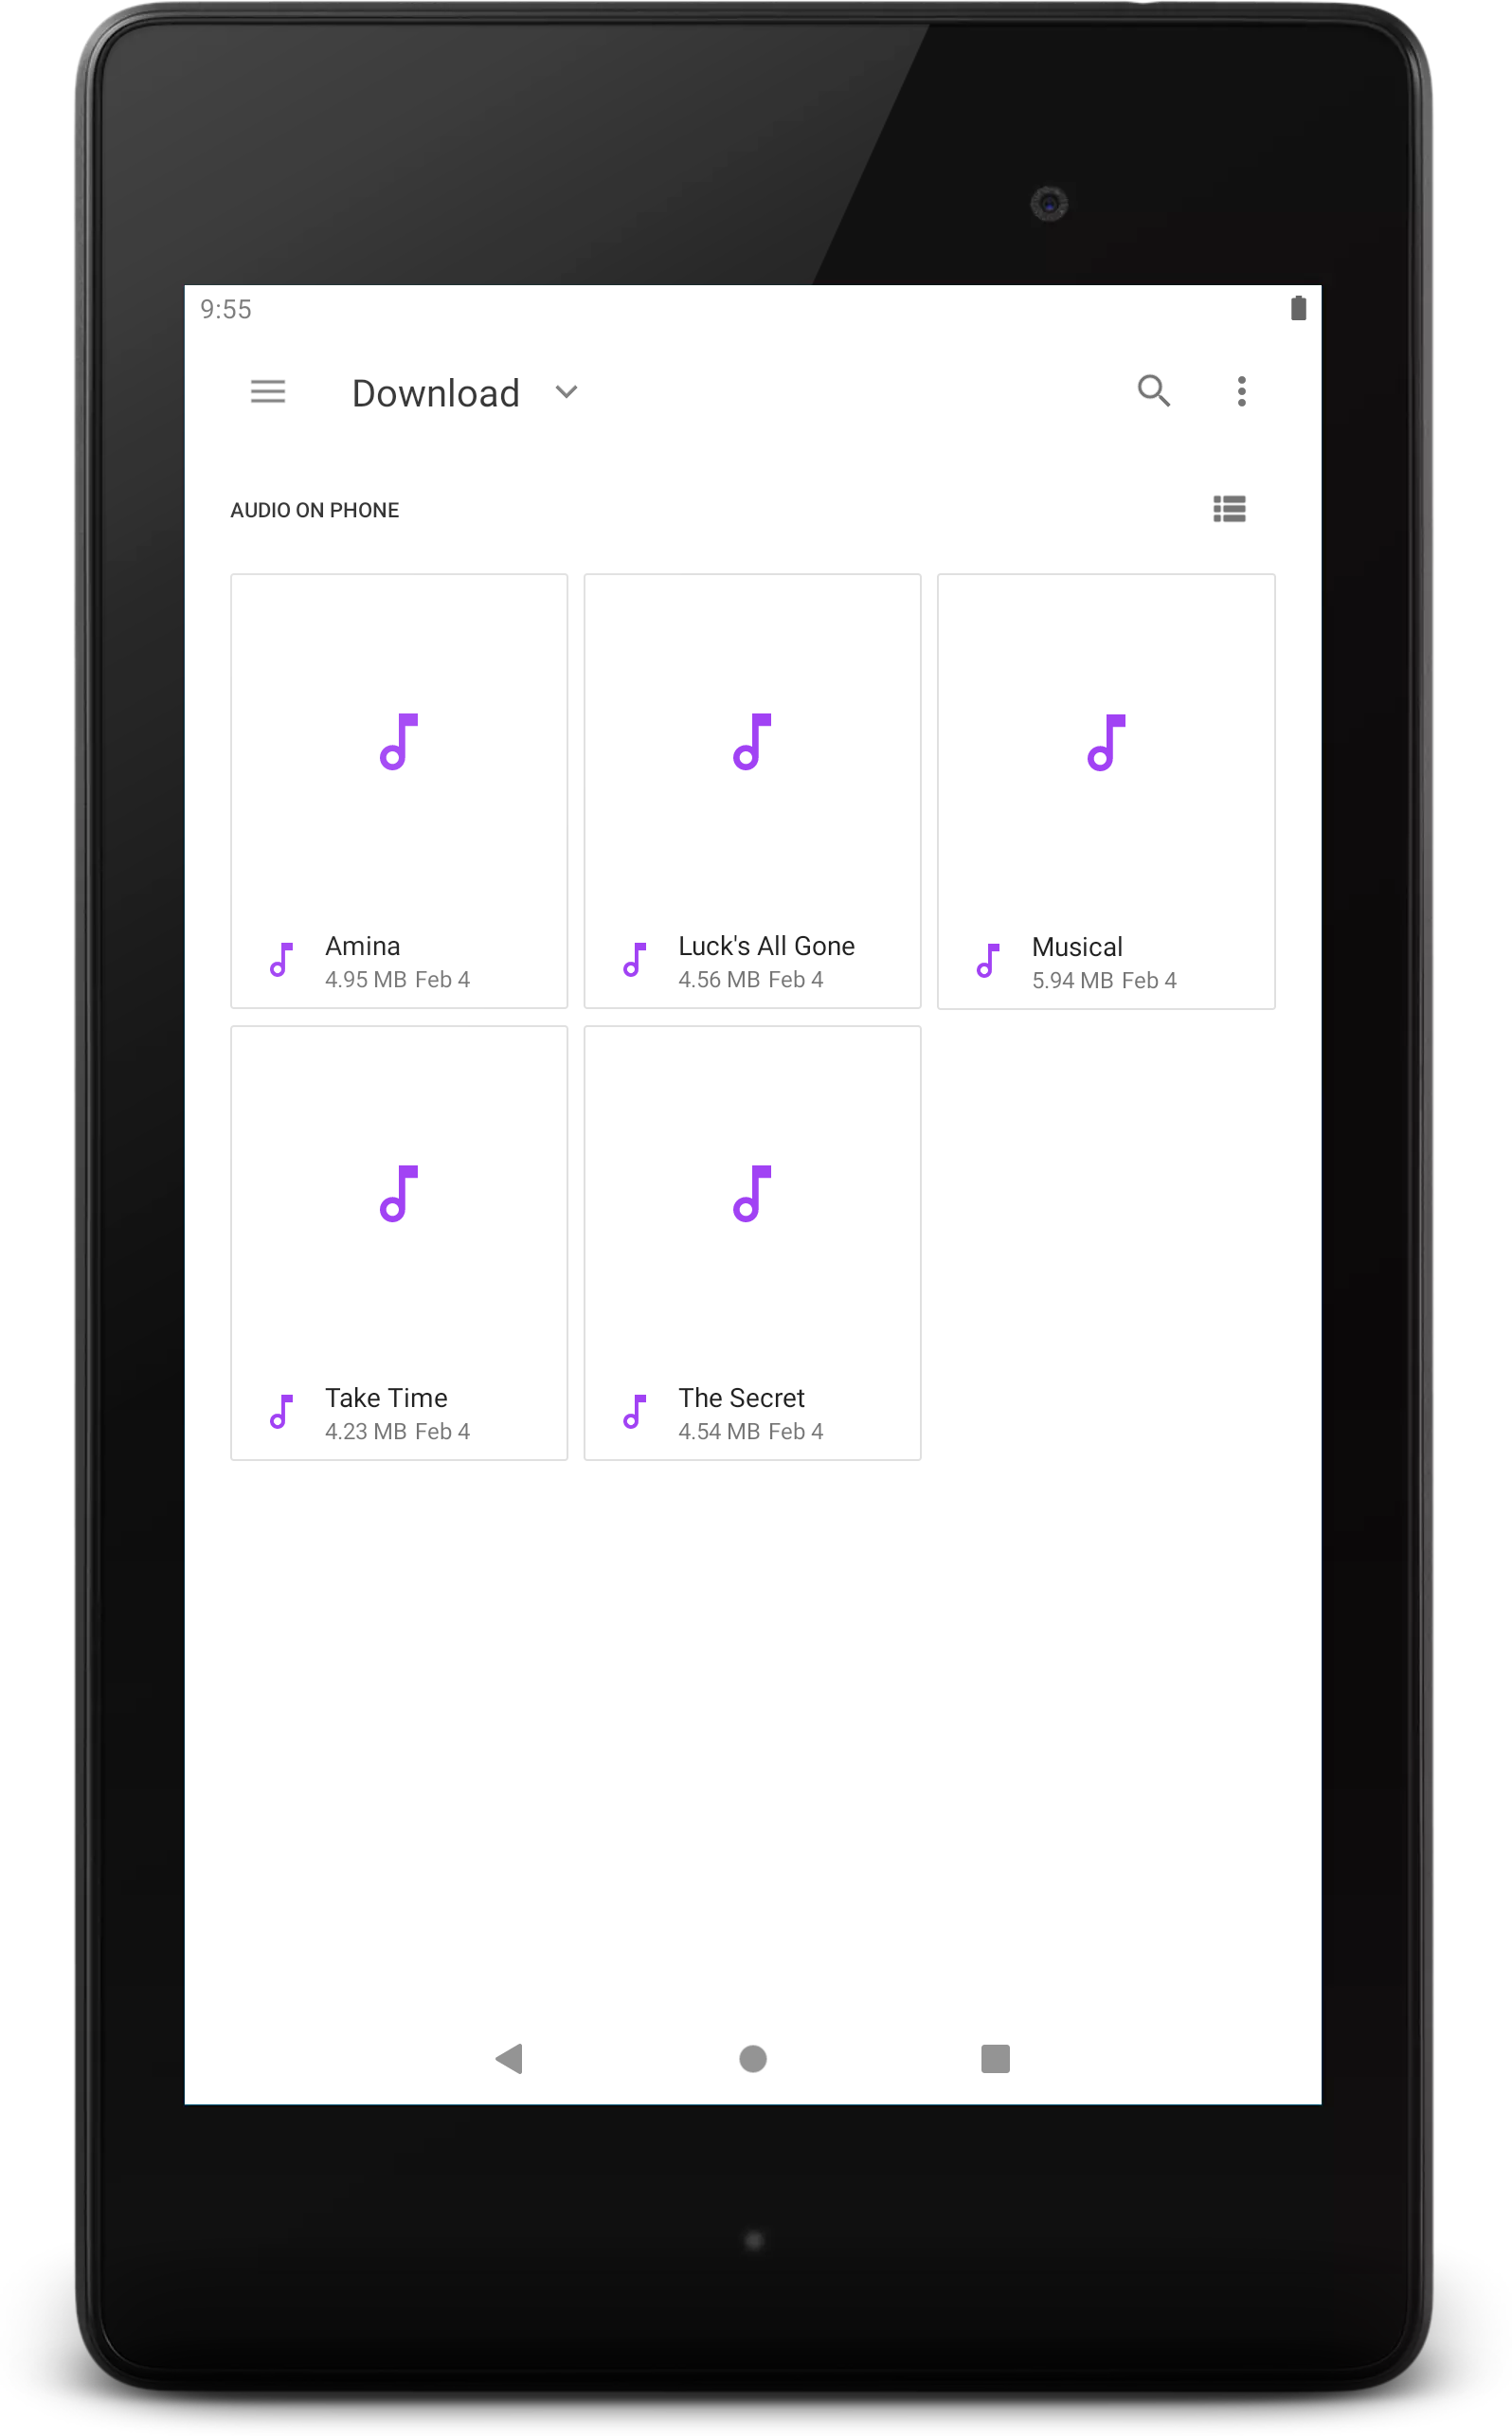 9:55
Download
AUDIO ON PHONE
Amina
4.95 MB Feb 4
Luck's All Gone
4.56 MB Feb 4
Musical
5.94 MB Feb 4
Take Time
4.23 MB Feb 4
The Secret
4.54 MB Feb 4